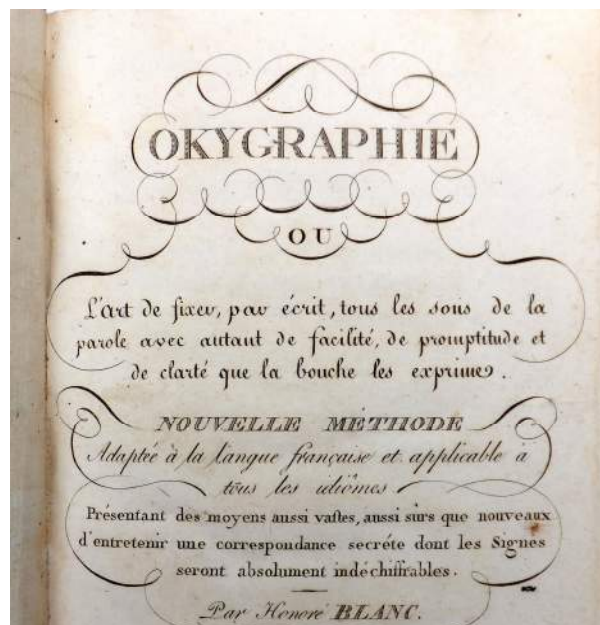 OKYGRAPHIE
OU
L'art de fixer, par écrit, tous les sons de la
parole avec autant de facilité, de promptitude et
de clarté que la bouche les exprime.
NOUVELLE MÉTHODE
Adaptée à la langue française et applicable à
tous les idiômes
Présentant des moyens aussi vastes, aussi surs que nouveaux
d'entretenir une correspondance secréte dont les Signes
seront absolument indéchiffrables.
Par Honoré BLANC.